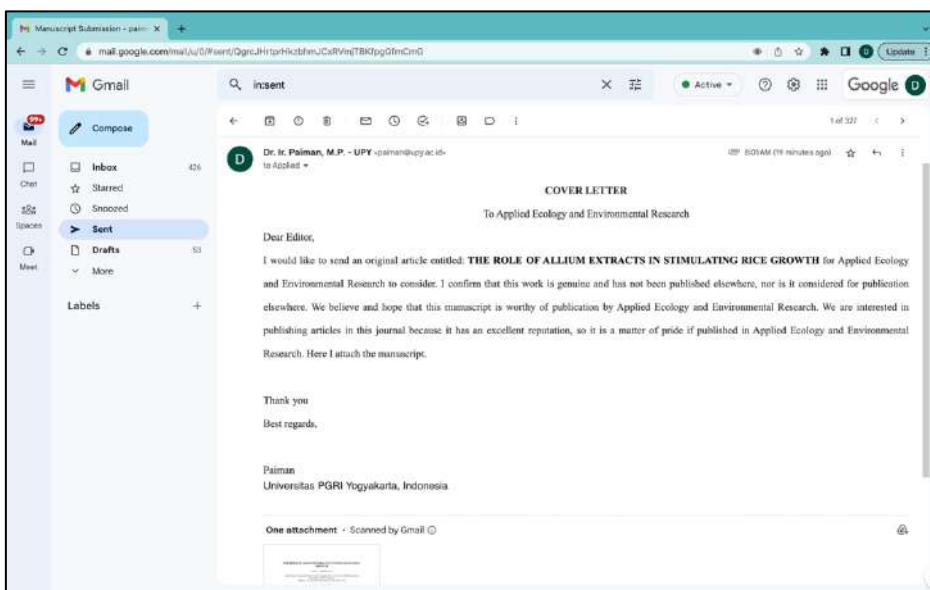 Manuscript Submission - paim
mail.google.com/mail/u/0/#sent/
Update
Gmail
in:sent
Active
Google
D
99+
Mail
Compose
1 of 327
Inbox 426
Chat
Starred
Snoozed
Spaces
Sent
Drafts 53
Meet
More
Labels
D
Dr. Ir. Paiman, M.P. - UPY <paiman@upy.ac.id>
(19 minutes ago)
to Applied
COVER LETTER
To Applied Ecology and Environmental Research
Dear Editor,
I would like to send an original article entitled: THE ROLE OF ALLIUM EXTRACTS IN STIMULATING RICE GROWTH for Applied Ecology
and Environmental Research to consider. I confirm that this work is genuine and has not been published elsewhere, nor is it considered for publication
elsewhere. We believe and hope that this manuscript is worthy of publication by Applied Ecology and Environmental Research. We are interested in
publishing articles in this journal because it has an excellent reputation, so it is a matter of pride if published in Applied Ecology and Environmental
Research. Here I attach the manuscript.
Thank you
Best regards,
Paiman
Universitas PGRI Yogyakarta, Indonesia
One attachment • Scanned by Gmail